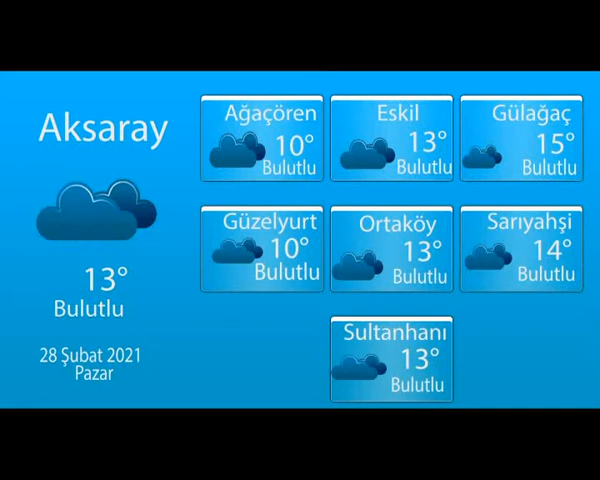 Aksaray
13°
Bulutlu
28 Şubat 2021
Pazar
Ağaçören
10°
Bulutlu
Eskil
13°
Bulutlu
Gülağaç
15°
Bulutlu
Güzelyurt
10°
Bulutlu
Ortaköy
13°
Bulutlu
Sarıyahşi
14°
Bulutlu
Sultanhanı
13°
Bulutlu